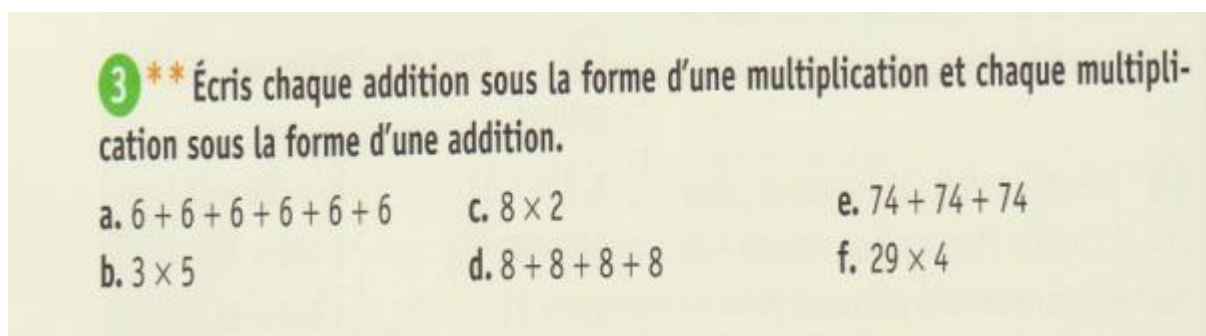 3 ** Écris chaque addition sous la forme d'une multiplication et chaque multipli-
cation sous la forme d'une addition.
a. 6 + 6 + 6 + 6 + 6 + 6 c. 8 × 2 e. 74 + 74 + 74
b. 3 × 5 d. 8 + 8 + 8 + 8 f. 29 × 4